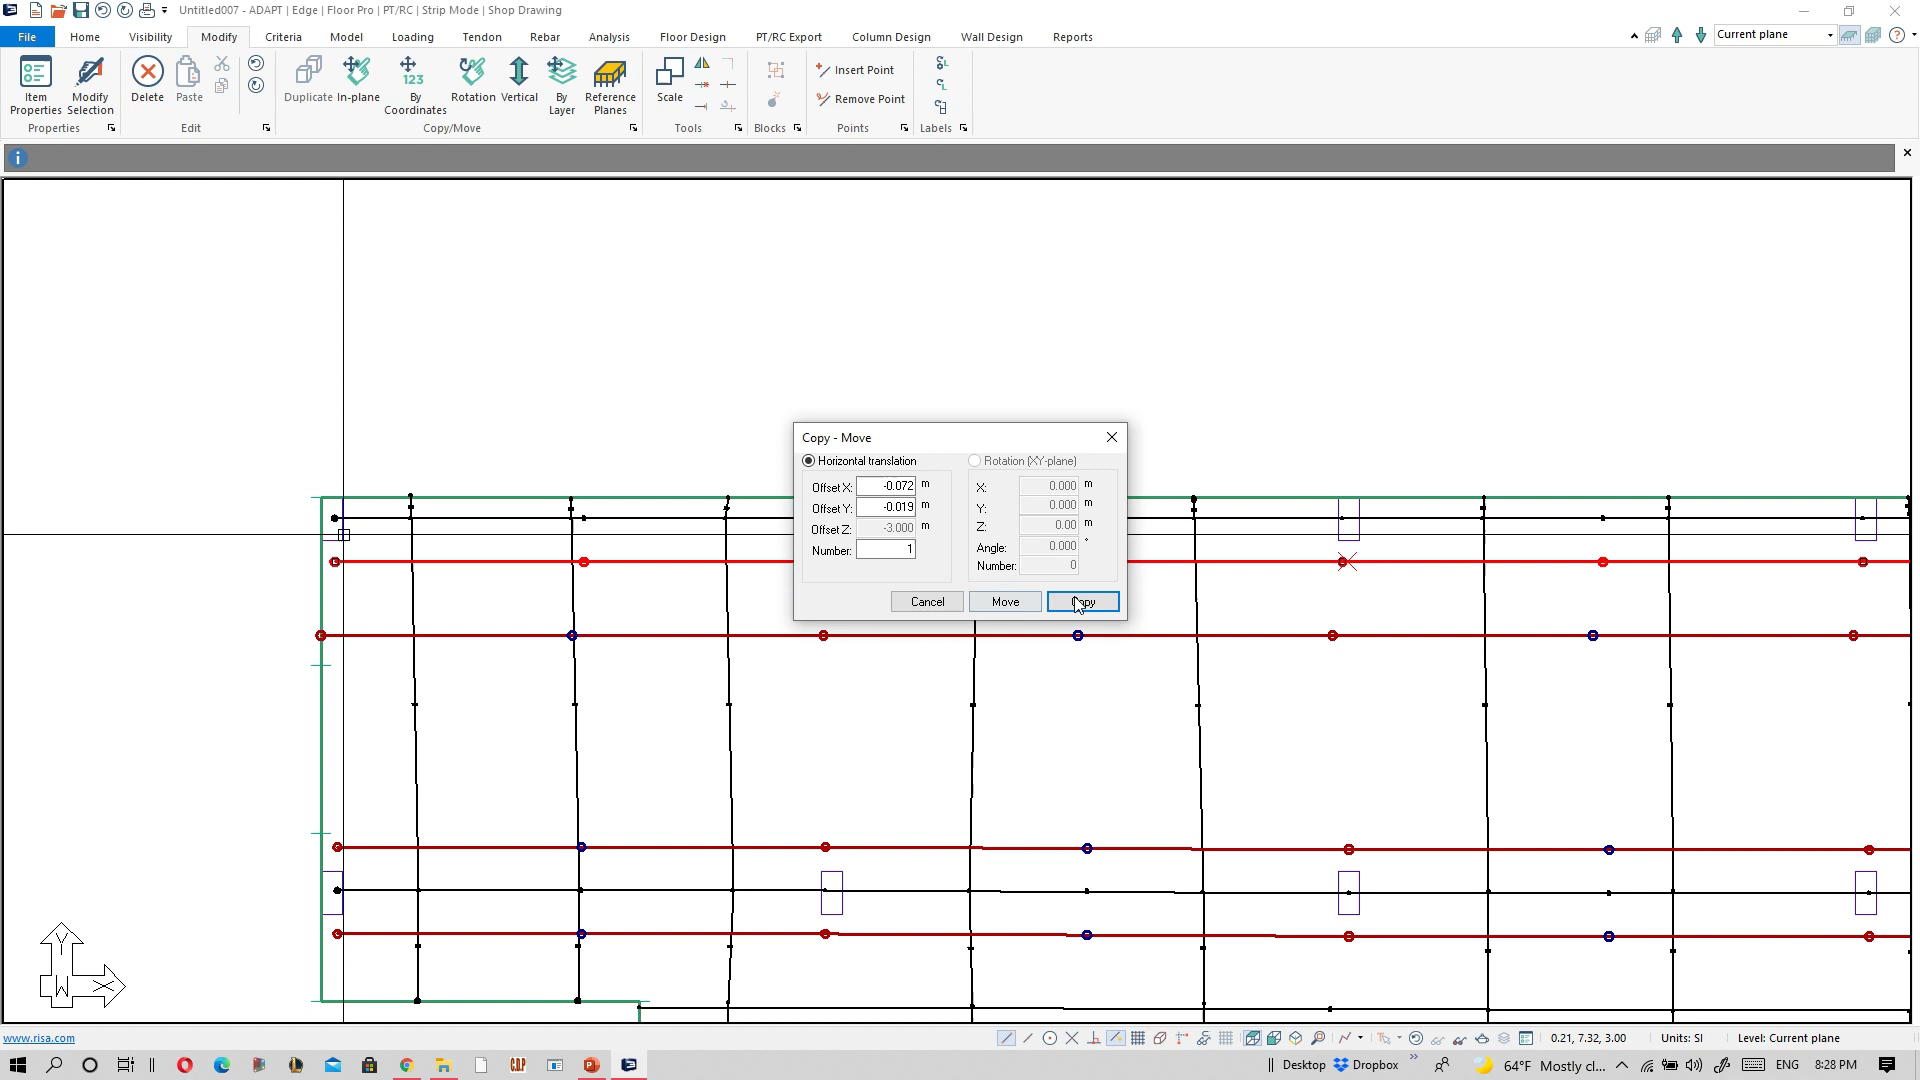 Untitled007 - ADAPT | Edge | Floor Pro | PT/RC | Strip Mode | Shop Drawing
File Home Visibility Modify Criteria Model Loading Tendon Rebar Analysis Floor Design PT/RC Export Column Design Wall Design Reports
Current plane
Insert Point
Remove Point
Item Properties
Modify Selection
Delete
Paste
Duplicate
In-plane
123
By Coordinates
Rotation
Vertical
By Layer
Reference Planes
Scale
Properties Edit Copy/Move Tools Blocks Points Labels
Copy - Move
Horizontal translation
Rotation (XY-plane)
Offset X: -0.072 m
X: 0.000 m
Offset Y: -0.019 m
Y: 0.000 m
Offset Z: -3.000 m
Z: 0.00 m
Number: 1
Angle: 0.000 °
Number: 0
Cancel Move Copy
Y
W X
www.risa.com
0.21, 7.32, 3.00 Units: SI Level: Current plane
Desktop Dropbox 64°F Mostly cl... ENG 8:28 PM